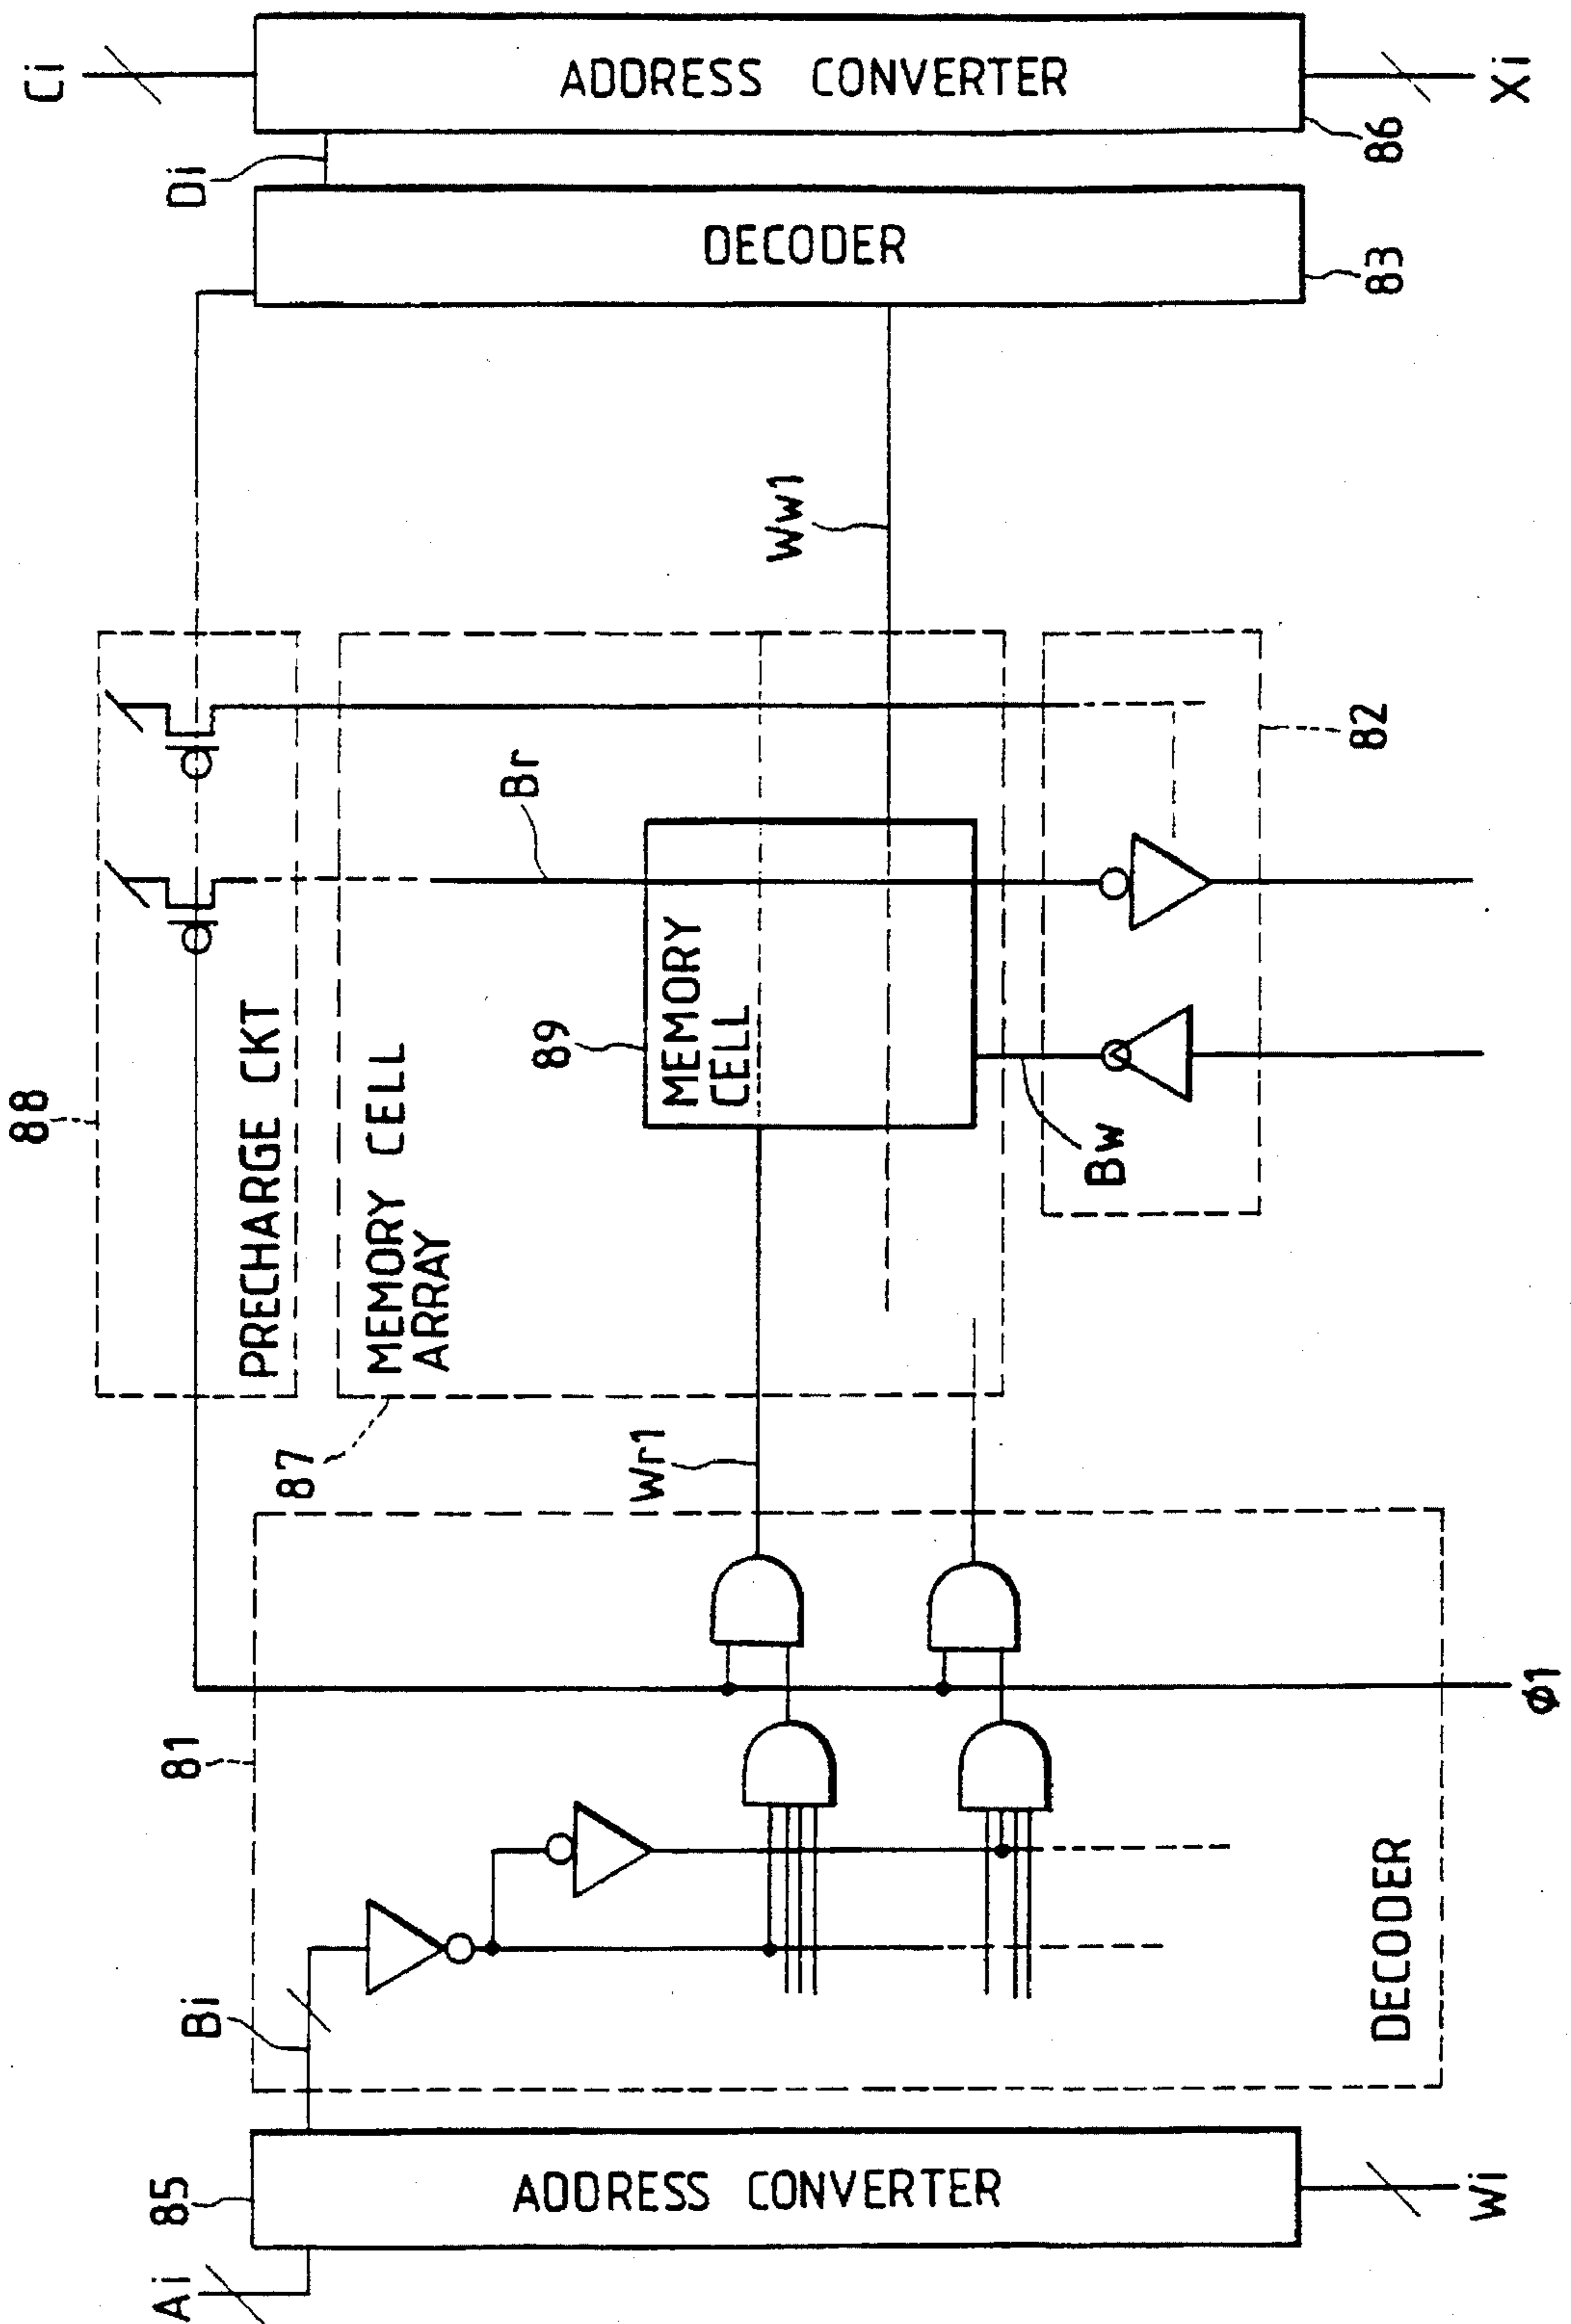 Ci
ADDRESS CONVERTER
Xi
86
Di
DECODER
83
Ww1
82
Br
88
PRECHARGE CKT
MEMORY CELL
ARRAY
87
89
MEMORY
CELL
Bw
Wr1
ø1
81
Bi
DECODER
85
ADDRESS CONVERTER
Ai
Wi